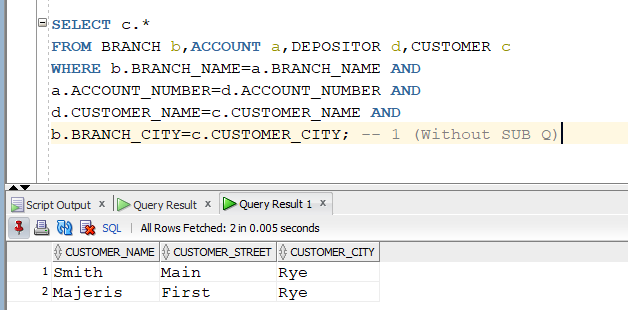 SELECT c.*
FROM BRANCH b,ACCOUNT a,DEPOSITOR d,CUSTOMER c
WHERE b.BRANCH_NAME=a.BRANCH_NAME AND
a.ACCOUNT_NUMBER=d.ACCOUNT_NUMBER AND
d.CUSTOMER_NAME=c.CUSTOMER_NAME AND
b.BRANCH_CITY=c.CUSTOMER_CITY; -- 1 (Without SUB Q)
Script Output x Query Result x Query Result 1 x
SQL | All Rows Fetched: 2 in 0.005 seconds
CUSTOMER_NAME CUSTOMER_STREET CUSTOMER_CITY
1 Smith Main Rye
2 Majeris First Rye